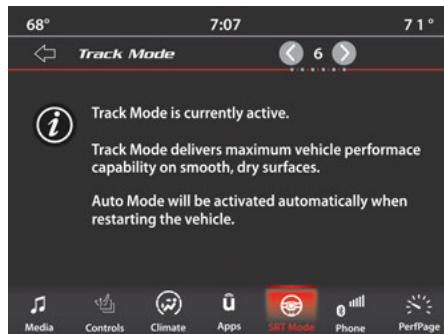 68° 7:07 71°
Track Mode 6
Track Mode is currently active.
Track Mode delivers maximum vehicle performace
capability on smooth, dry surfaces.
Auto Mode will be activated automatically when
restarting the vehicle.
Media Controls Climate Apps SRT Mode Phone PerfPage